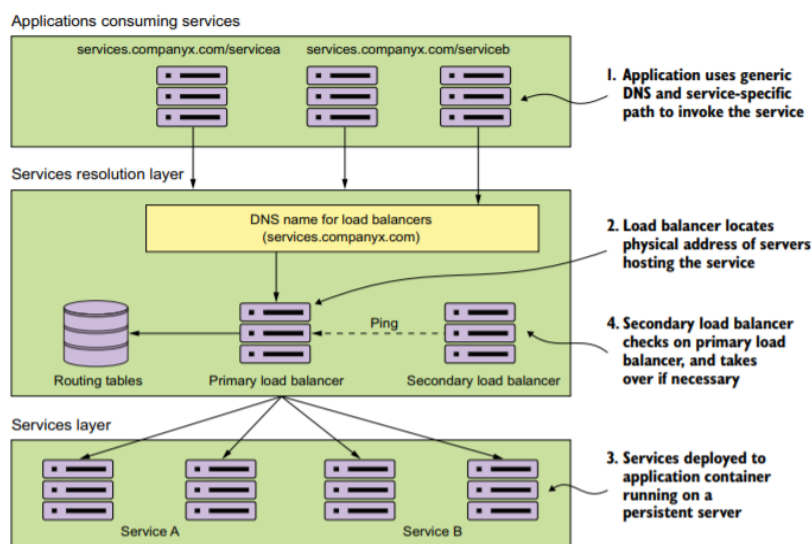 Applications consuming services
services.companyx.com/servicea
services.companyx.com/serviceb
1. Application uses generic
DNS and service-specific
path to invoke the service
Services resolution layer
DNS name for load balancers
(services.companyx.com)
2. Load balancer locates
physical address of servers
hosting the service
Ping
Routing tables
Primary load balancer
Secondary load balancer
4. Secondary load balancer
checks on primary load
balancer, and takes
over if necessary
Services layer
Service A
Service B
3. Services deployed to
application container
running on a
persistent server